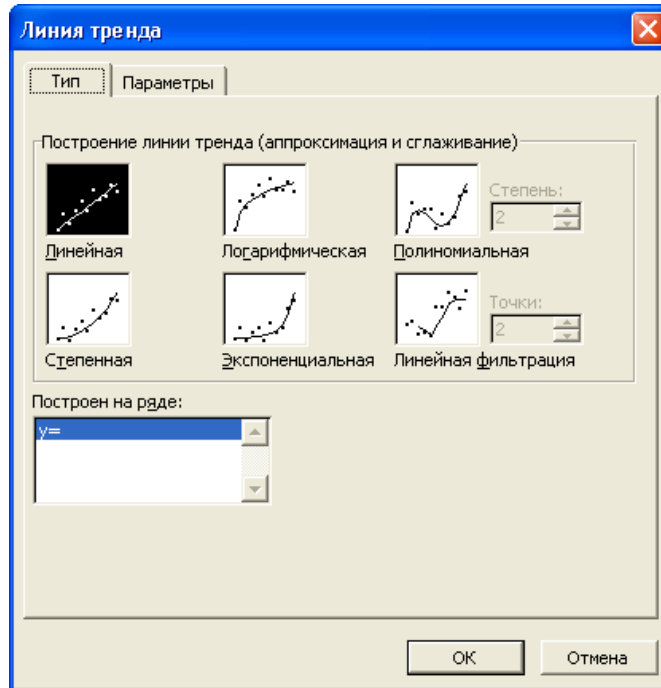 Линия тренда
Тип Параметры
Построение линии тренда (аппроксимация и сглаживание)
Степень:
2
Линейная Логарифмическая Полиномиальная
Точки:
2
Степенная Экспоненциальная Линейная фильтрация
Построен на ряде:
y=
OK Отмена